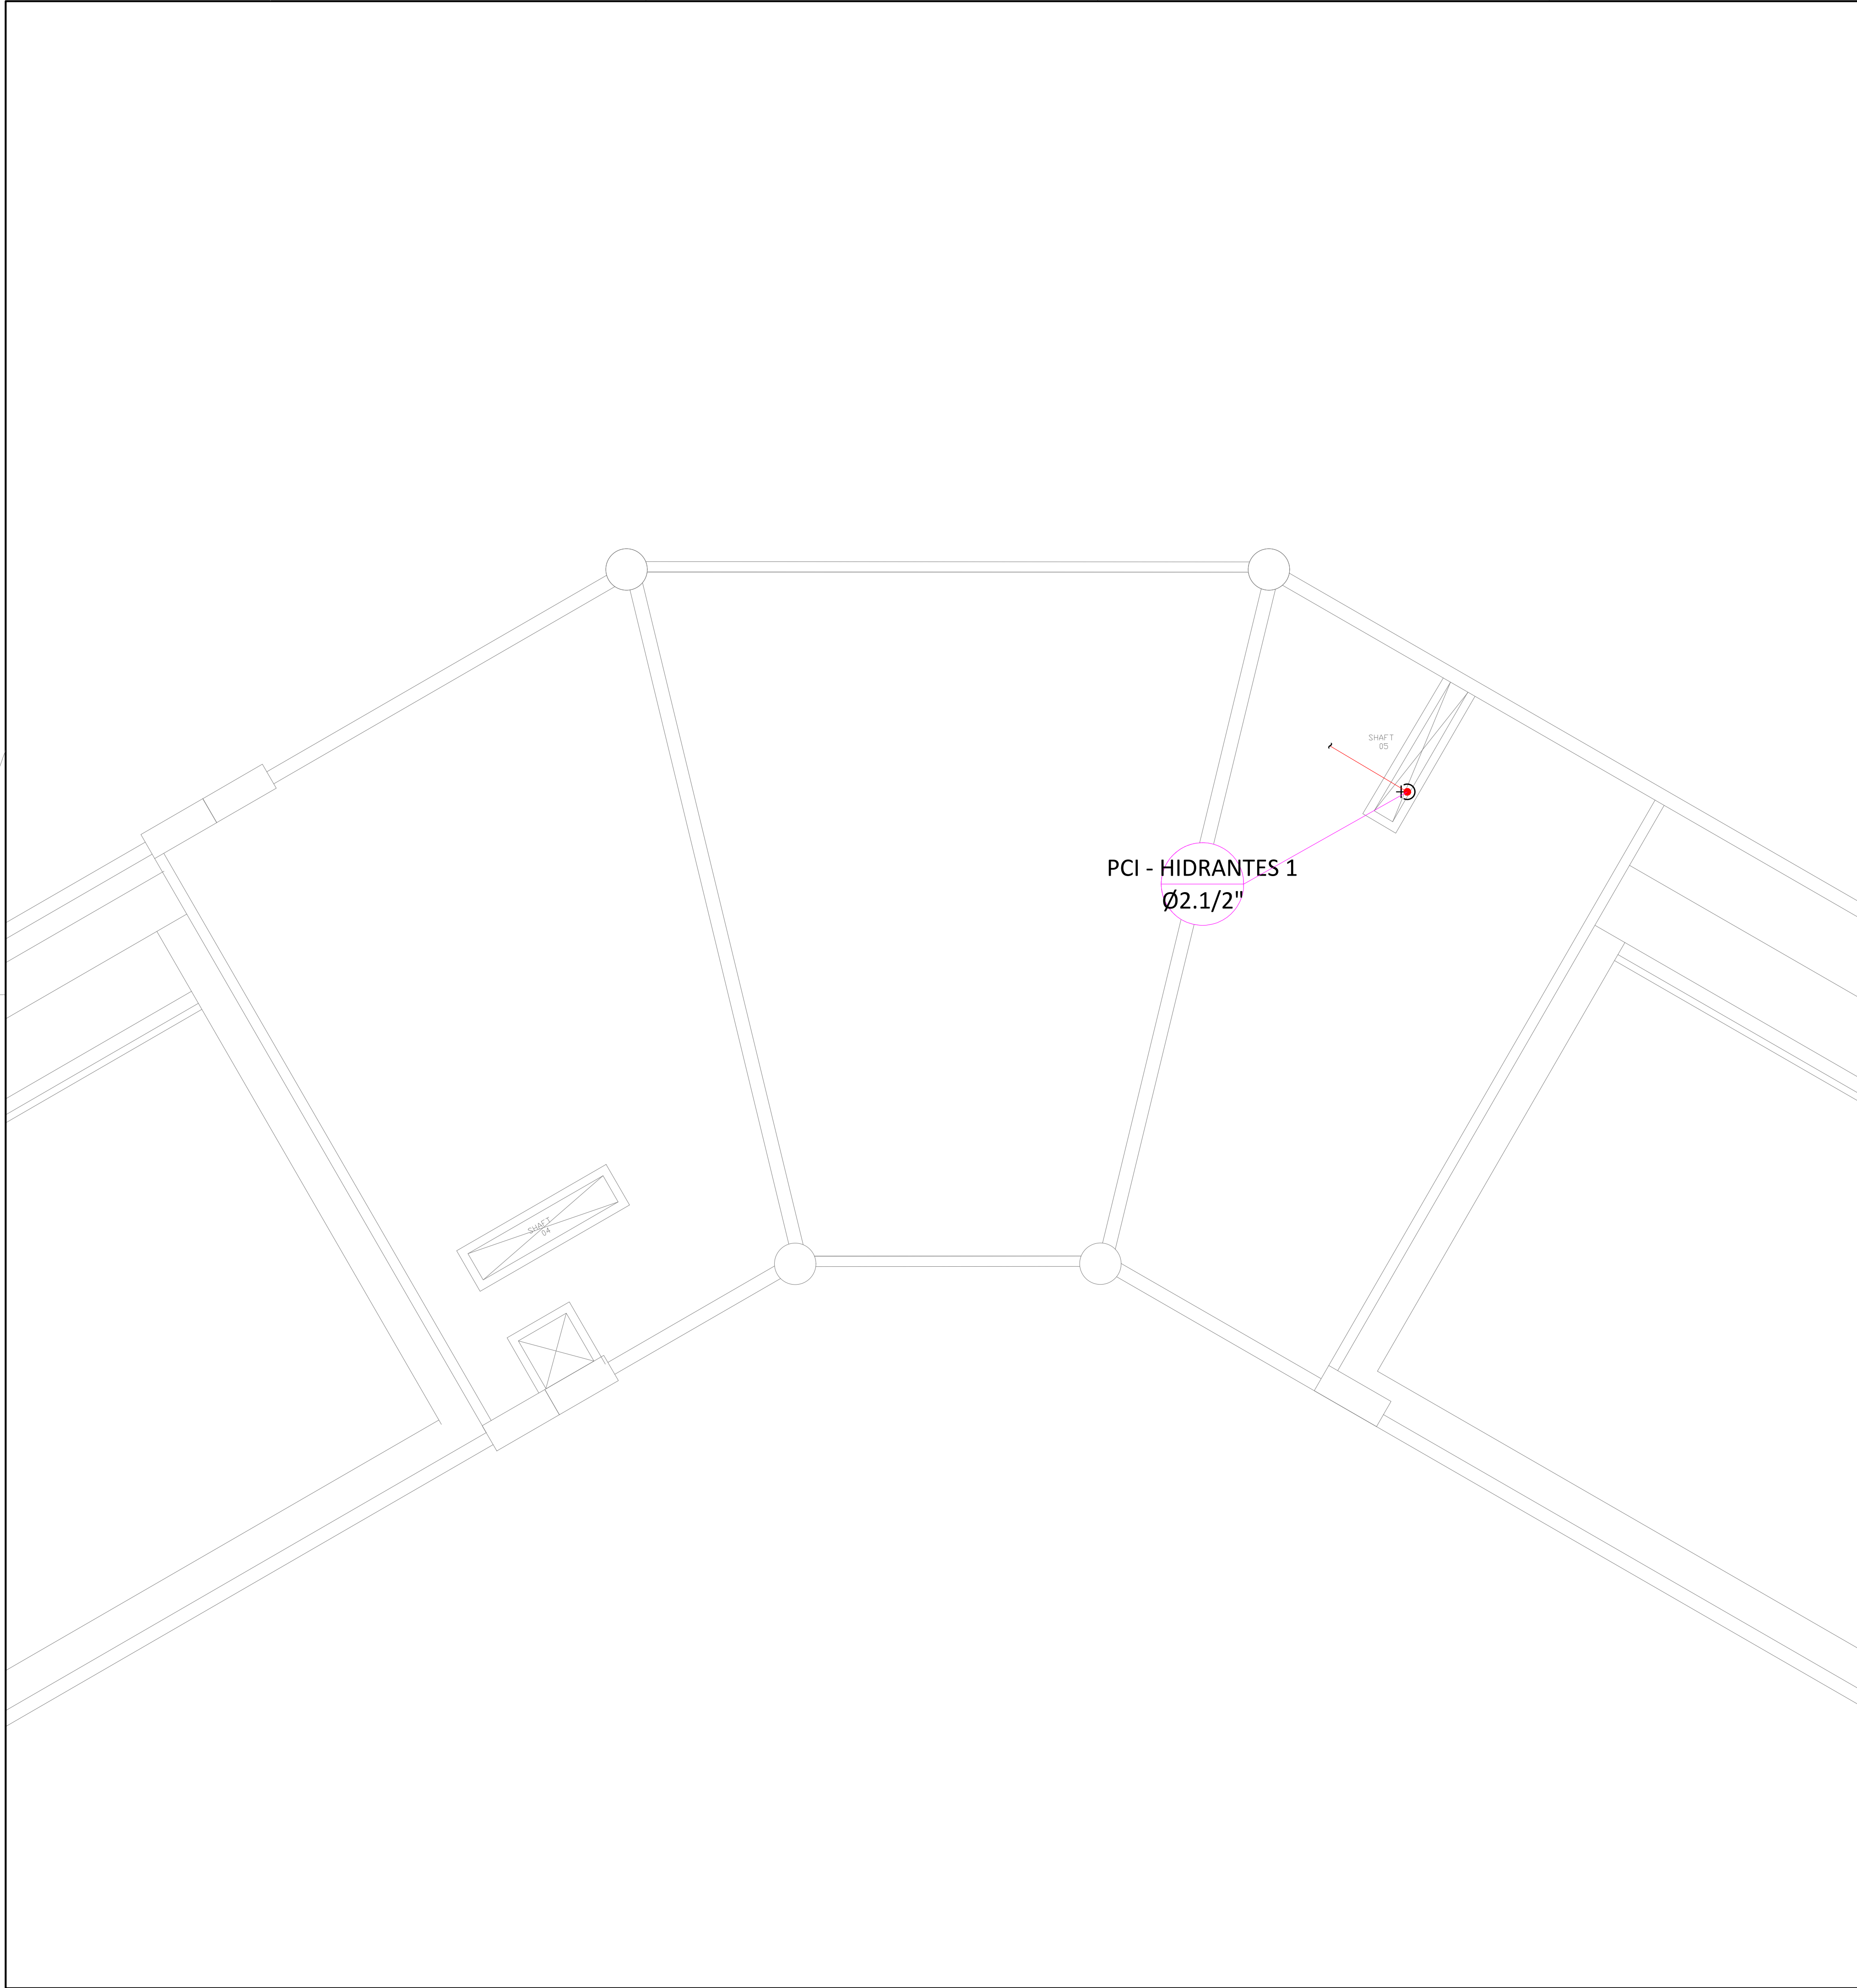 SHAFT
05
PCI - HIDRANTES 1
Ø2.1/2"
SHAFT
04